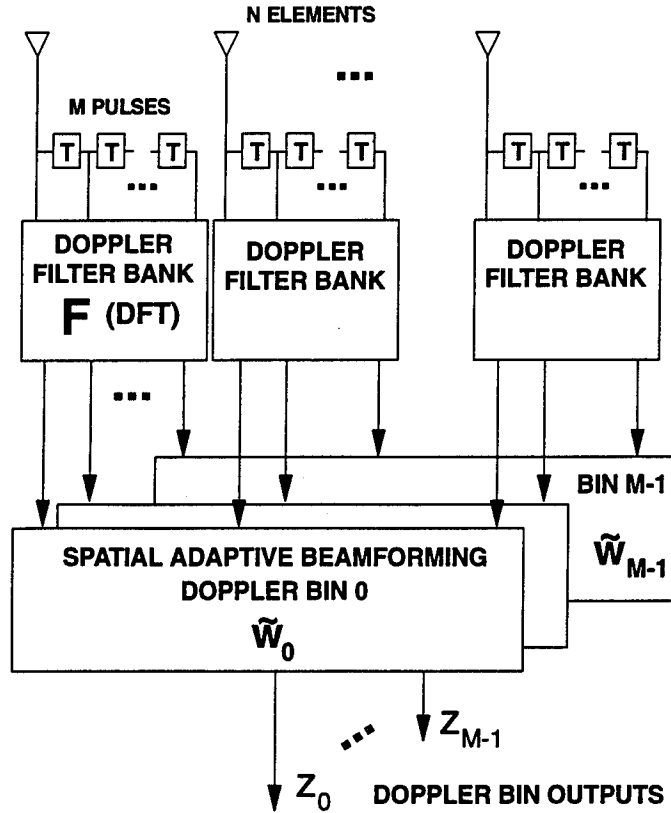 N ELEMENTS
M PULSES
T T T T T T T T T
DOPPLER
FILTER BANK
F (DFT)
DOPPLER
FILTER BANK
DOPPLER
FILTER BANK
BIN M-1
W̃M-1
SPATIAL ADAPTIVE BEAMFORMING
DOPPLER BIN 0
W̃0
ZM-1
Z0
DOPPLER BIN OUTPUTS